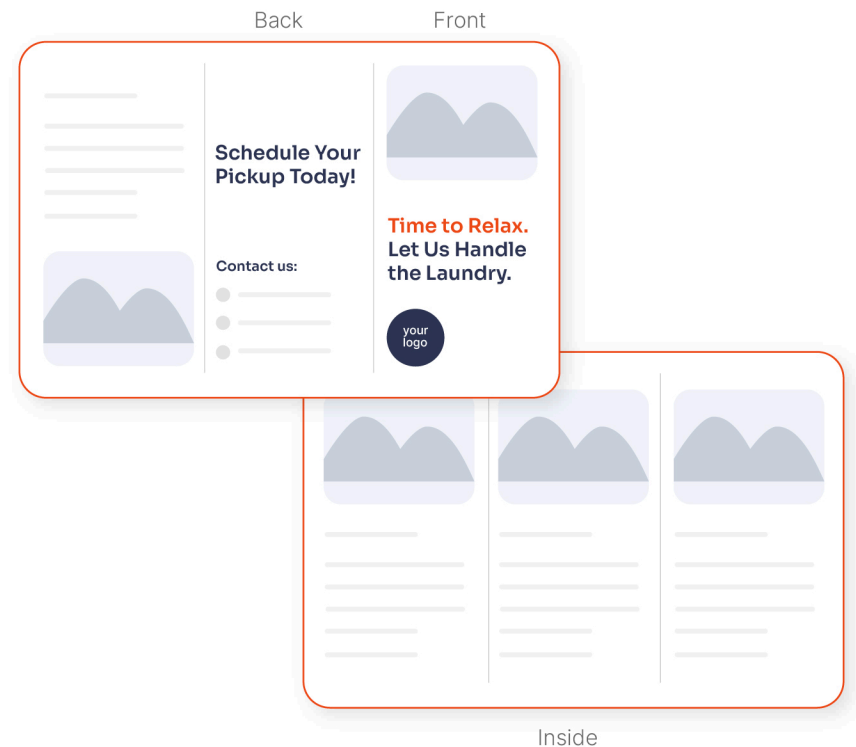 Back
Front
Schedule Your
Pickup Today!
Contact us:
Time to Relax.
Let Us Handle
the Laundry.
your
logo
Inside